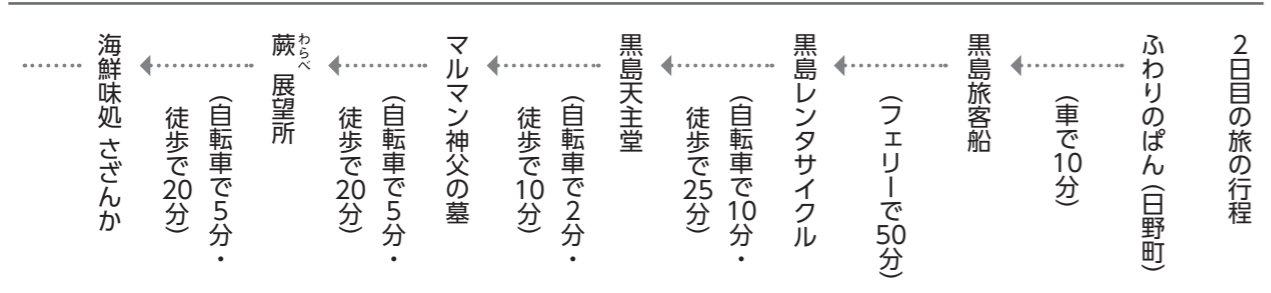 2日目の旅の行程
ふわりのぱん(日野町)
(車で10分)
黒島旅客船
(フェリーで50分)
黒島レンタサイクル
(自転車で10分・
徒歩で25分)
黒島天主堂
(自転車で2分・
徒歩で10分)
マルマン神父の墓
(自転車で5分・
徒歩で20分)
蕨 展望所
わらべ
(自転車で5分・
徒歩で20分)
海鮮味処 さざんか